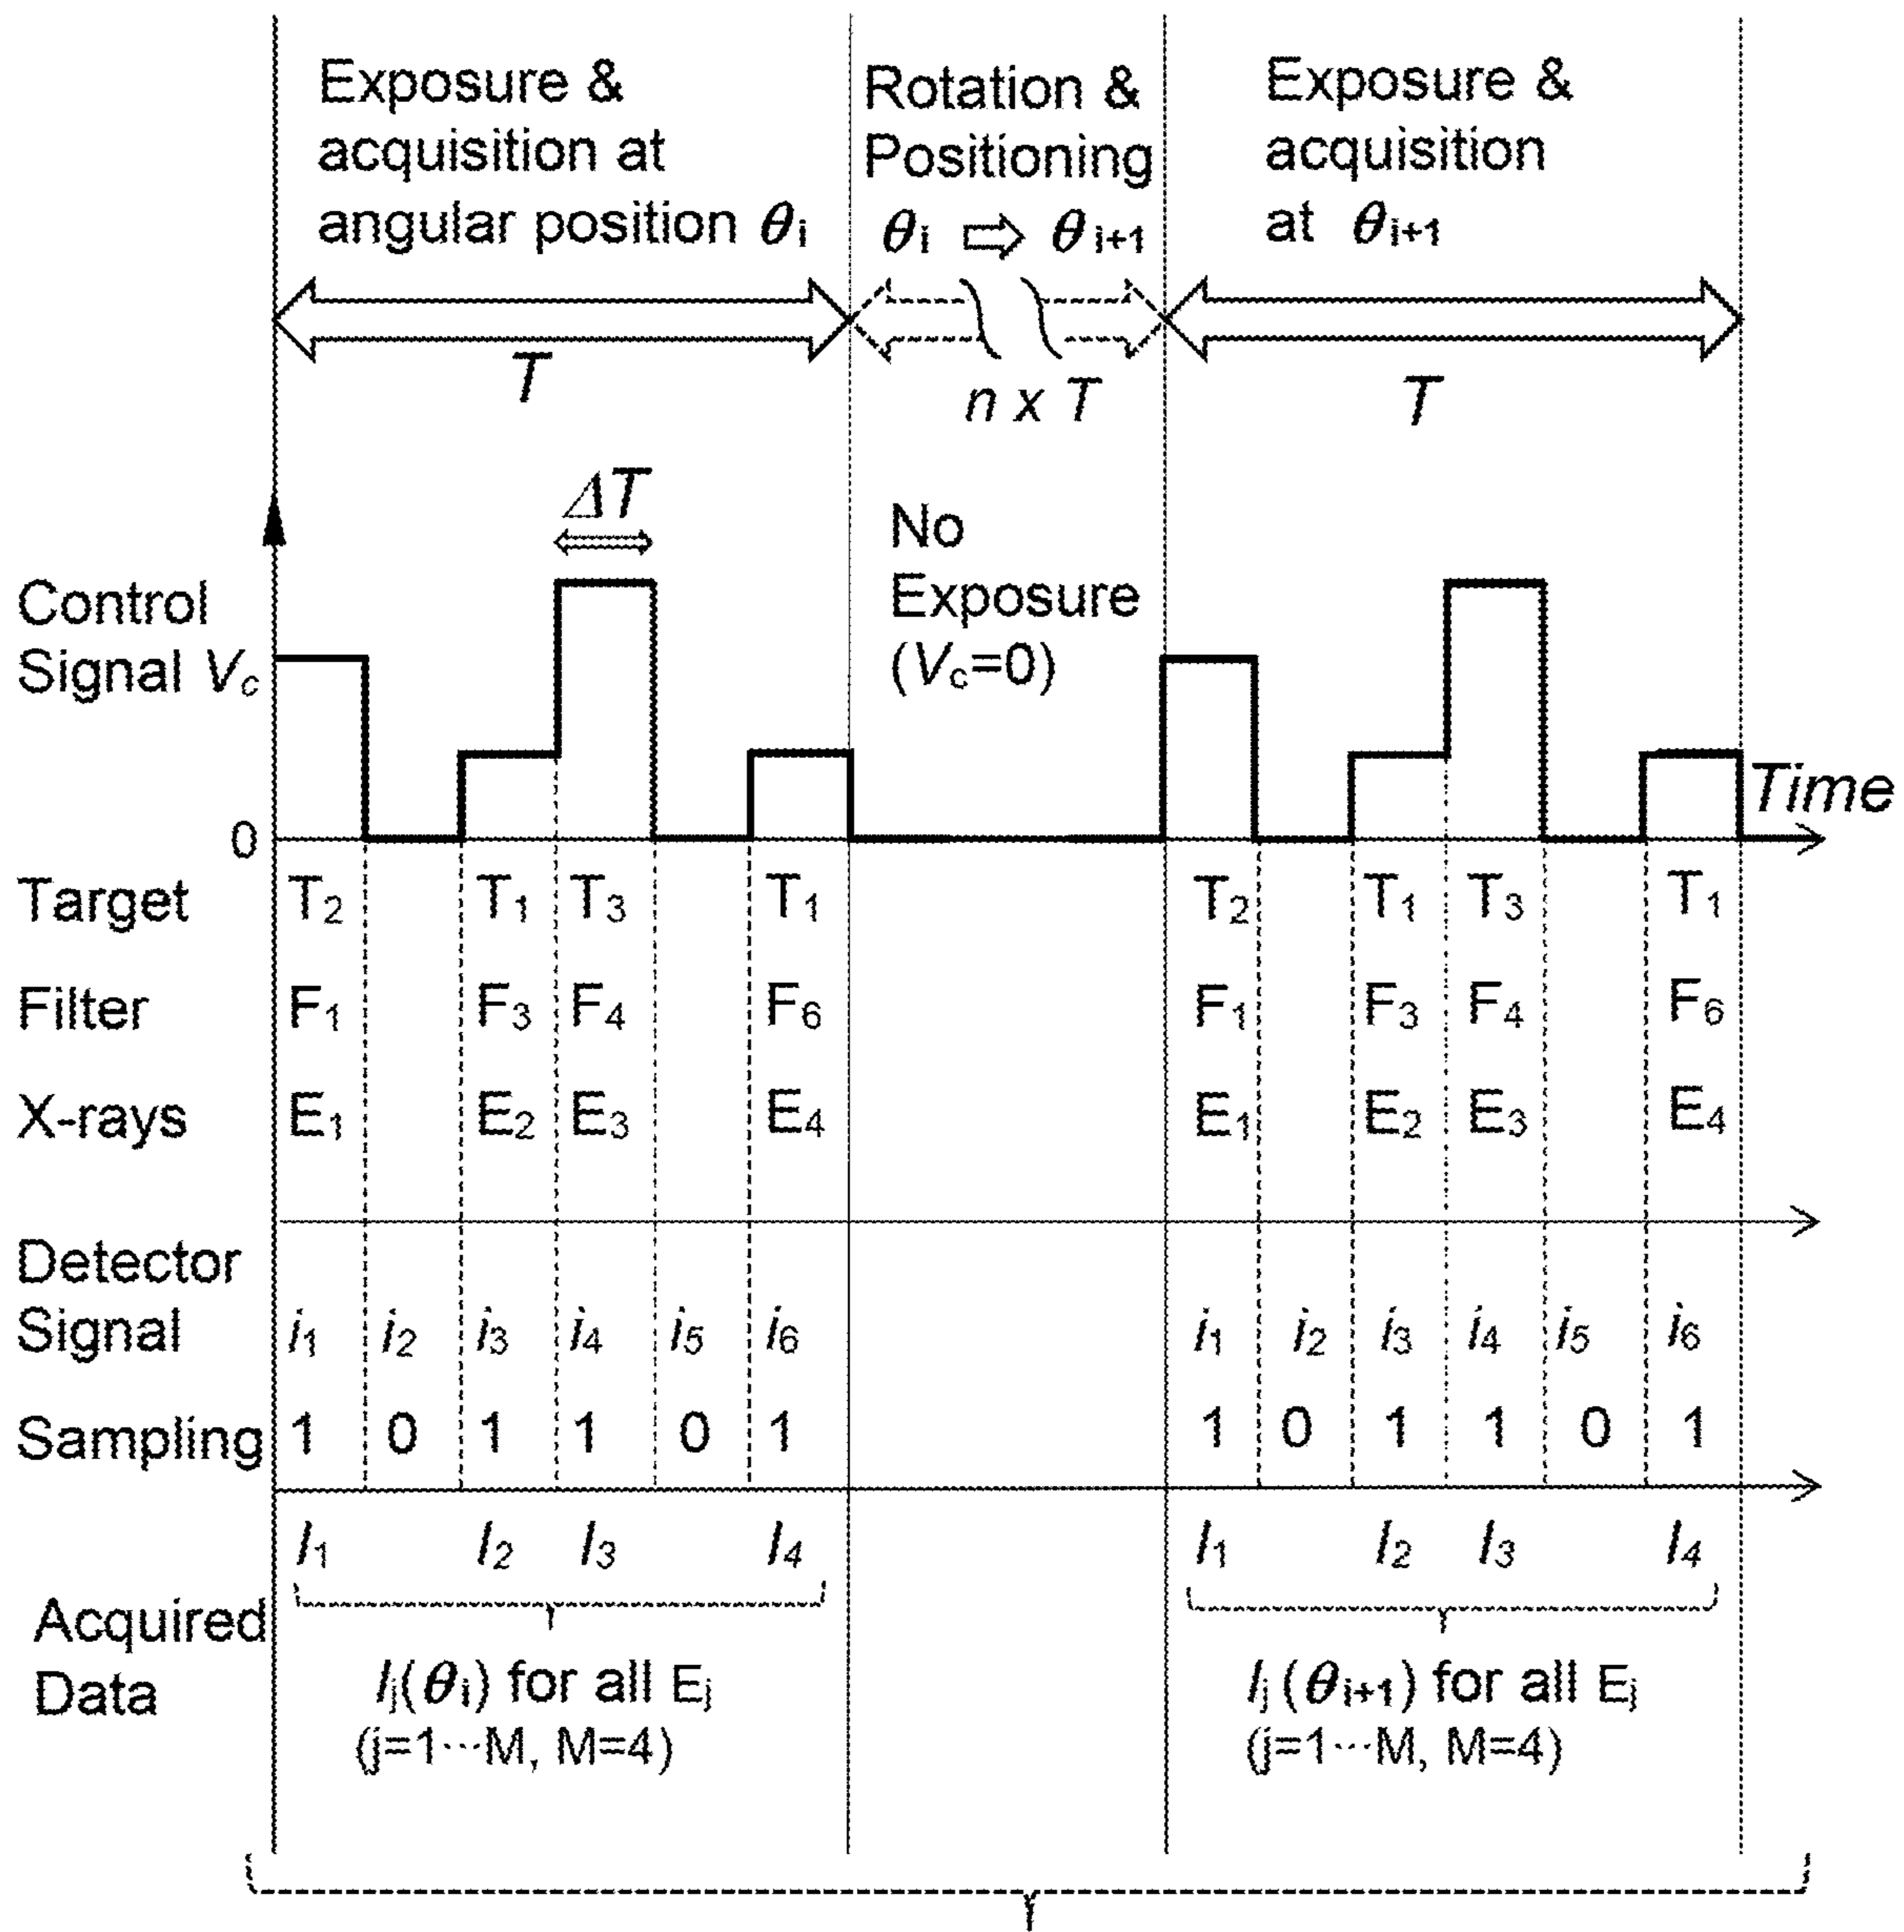 Exposure &
acquisition at
angular position θi
Rotation &
Positioning
θi ⇨ θi+1
Exposure &
acquisition
at θi+1
T
n x T
T
ΔT
No
Exposure
(Vc=0)
Control
Signal Vc
0
Time
Target T2 T1 T3 T1 T2 T1 T3 T1
Filter F1 F3 F4 F6 F1 F3 F4 F6
X-rays E1 E2 E3 E4 E1 E2 E3 E4
Detector
Signal i1 i2 i3 i4 i5 i6 i1 i2 i3 i4 i5 i6
Sampling 1 0 1 1 0 1 1 0 1 1 0 1
I1 I2 I3 I4 I1 I2 I3 I4
Acquired
Data
Ij(θi) for all Ej
(j=1···M, M=4)
Ij (θi+1) for all Ej
(j=1···M, M=4)